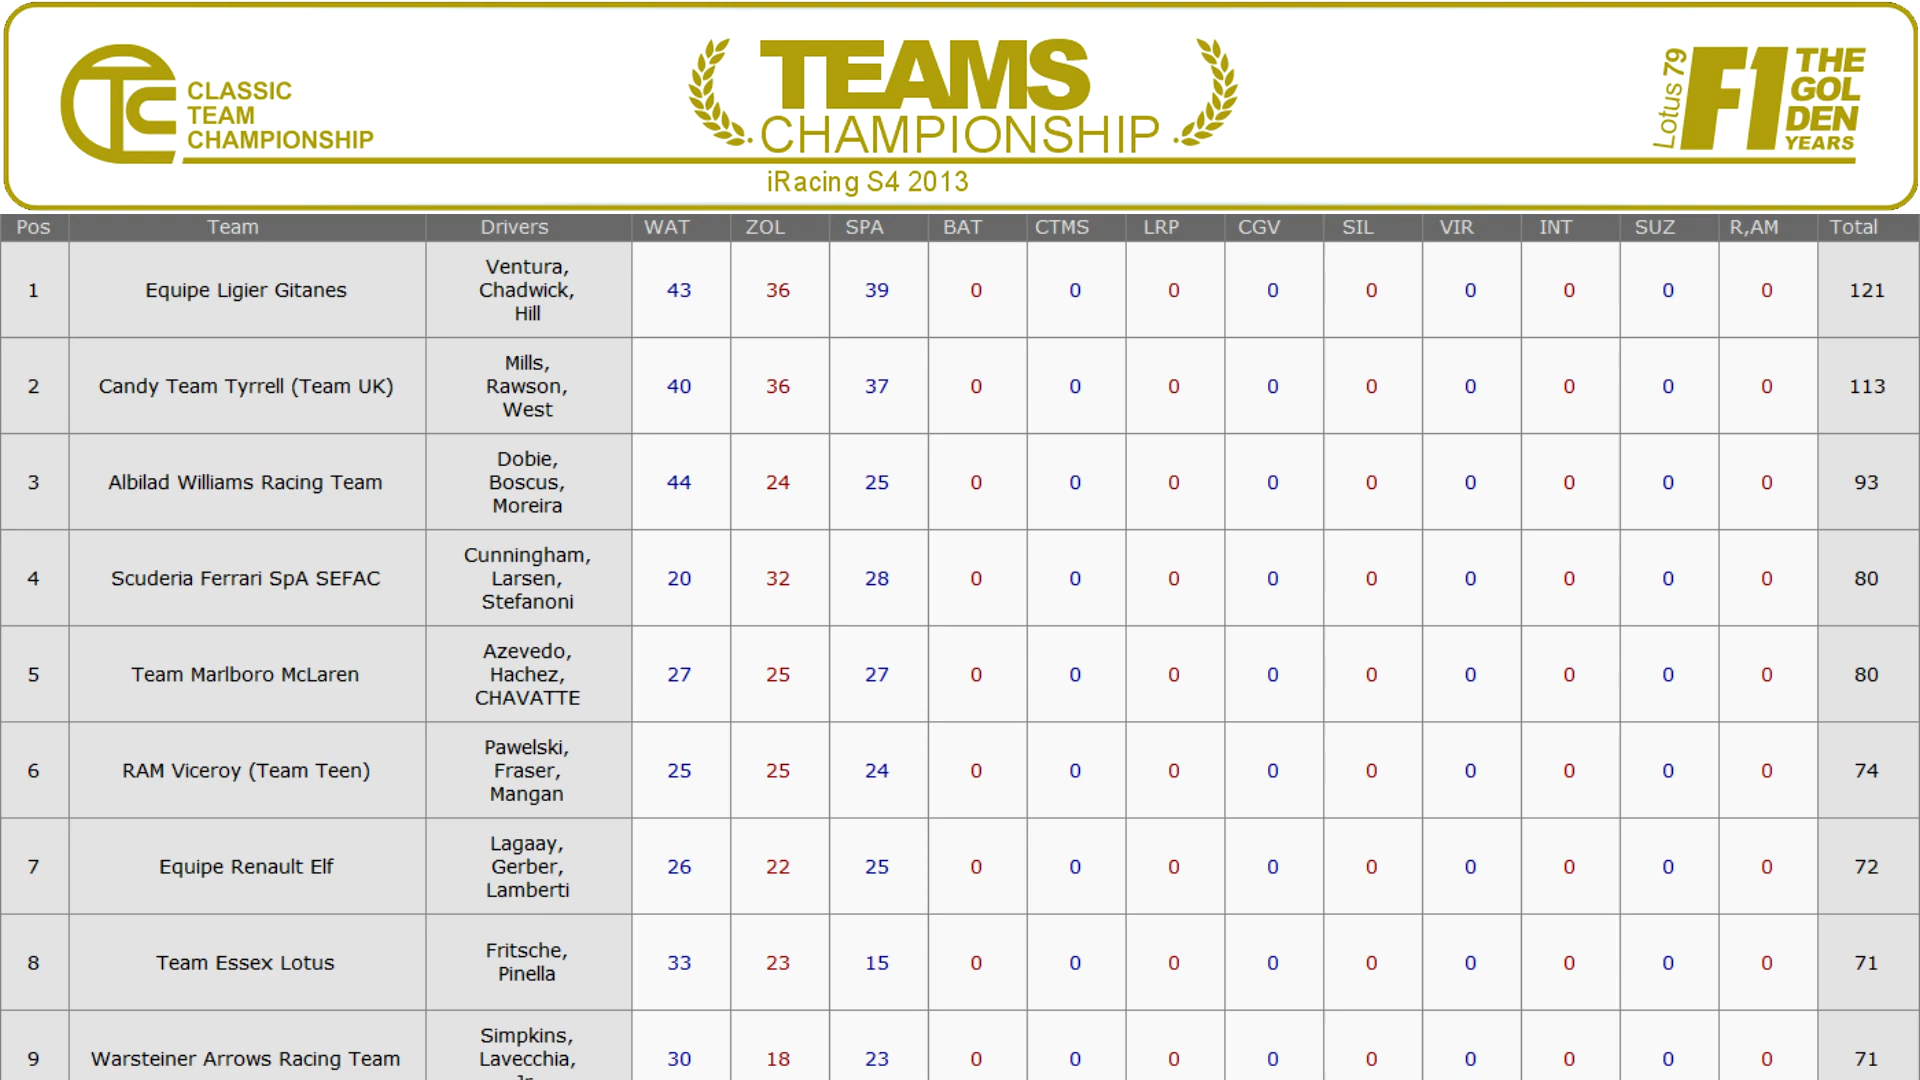 CLASSIC
TEAM
CHAMPIONSHIP
TEAMS
CHAMPIONSHIP
iRacing S4 2013
Lotus 79
F1
THE
GOL
DEN
YEARS
Pos Team Drivers WAT ZOL SPA BAT CTMS LRP CGV SIL VIR INT SUZ R,AM Total
1 Equipe Ligier Gitanes Ventura, Chadwick, Hill 43 36 39 0 0 0 0 0 0 0 0 0 121
2 Candy Team Tyrrell (Team UK) Mills, Rawson, West 40 36 37 0 0 0 0 0 0 0 0 0 113
3 Albilad Williams Racing Team Dobie, Boscus, Moreira 44 24 25 0 0 0 0 0 0 0 0 0 93
4 Scuderia Ferrari SpA SEFAC Cunningham, Larsen, Stefanoni 20 32 28 0 0 0 0 0 0 0 0 0 80
5 Team Marlboro McLaren Azevedo, Hachez, CHAVATTE 27 25 27 0 0 0 0 0 0 0 0 0 80
6 RAM Viceroy (Team Teen) Pawelski, Fraser, Mangan 25 25 24 0 0 0 0 0 0 0 0 0 74
7 Equipe Renault Elf Lagaay, Gerber, Lamberti 26 22 25 0 0 0 0 0 0 0 0 0 72
8 Team Essex Lotus Fritsche, Pinella 33 23 15 0 0 0 0 0 0 0 0 0 71
9 Warsteiner Arrows Racing Team Simpkins, Lavecchia, 30 18 23 0 0 0 0 0 0 0 0 0 71